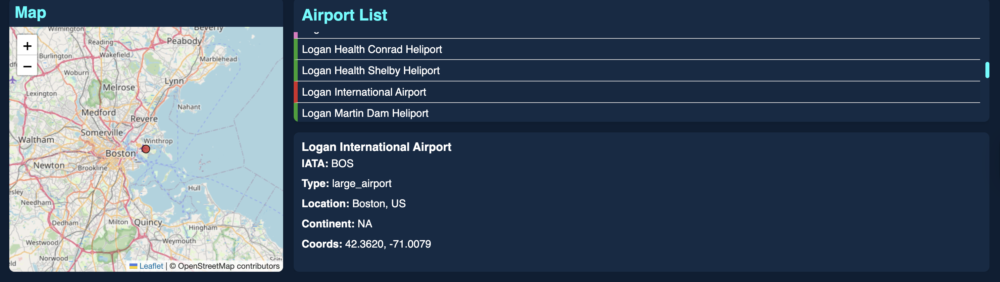 Map
Wilmington
Beverly
Reading
Peabody
+
Burlington
Wakefield
Marblehead
−
Woburn
Lynn
Melrose
Lexington
Nahant
Medford
Revere
Somerville
Waltham
Winthrop
Boston
Newton
Brookline
Hull
Needham
Dedham
Milton
Quincy
Hingham
Westwood
Weymouth
Norwood
Leaflet | © OpenStreetMap contributors
Airport List
Logan Health Conrad Heliport
Logan Health Shelby Heliport
Logan International Airport
Logan Martin Dam Heliport
Logan International Airport
IATA: BOS
Type: large_airport
Location: Boston, US
Continent: NA
Coords: 42.3620, -71.0079